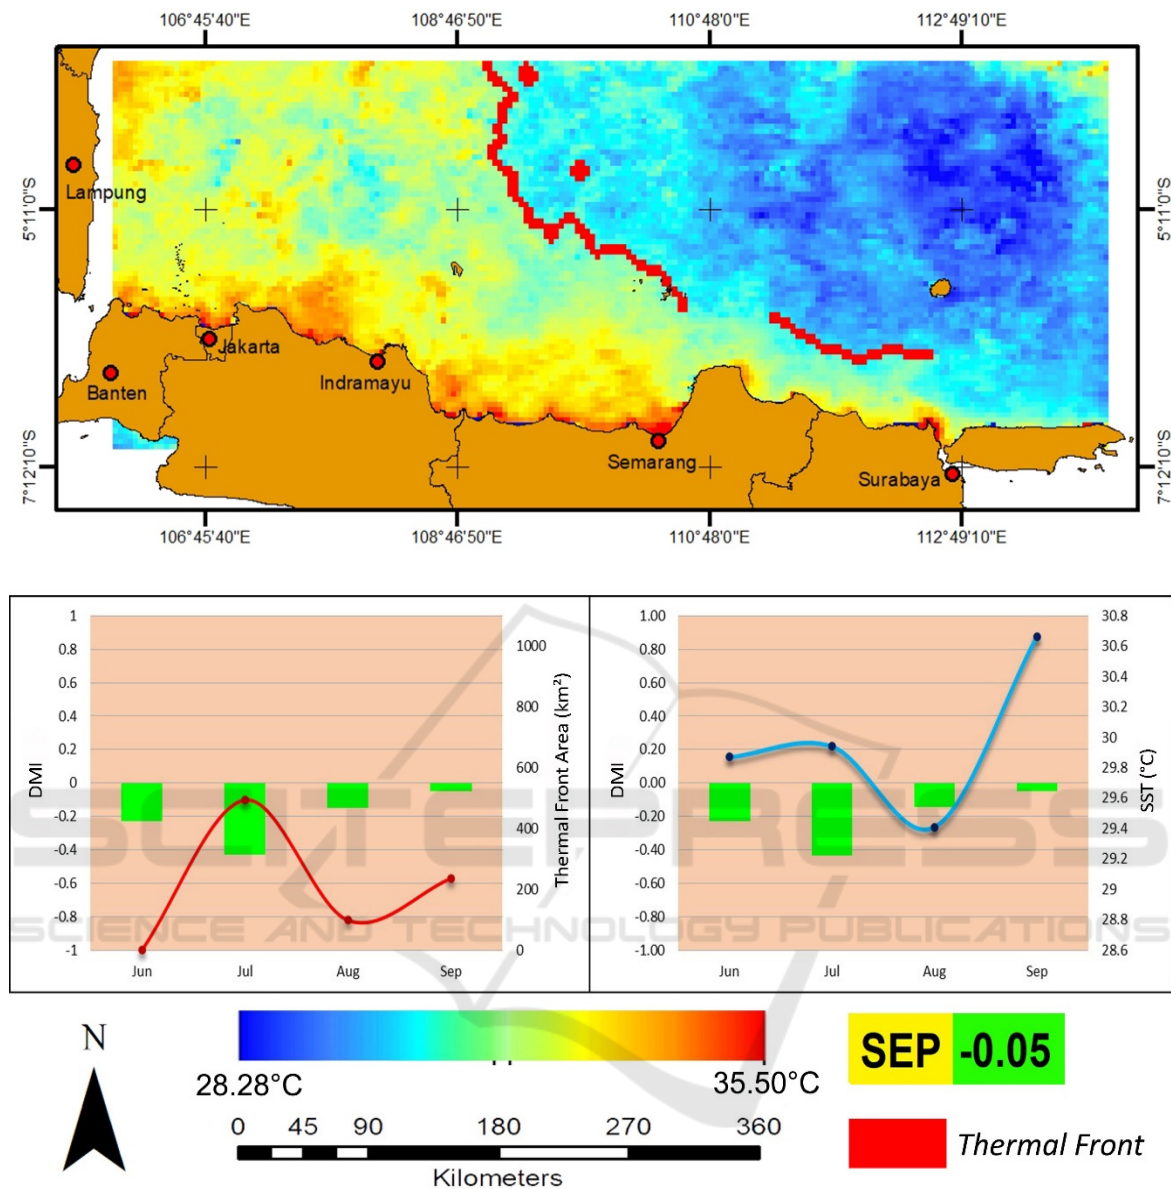 106°45'40"E 108°46'50"E 110°48'0"E 112°49'10"E
5°11'0"S
5°11'0"S
7°12'10"S
7°12'10"S
Lampung
Jakarta
Banten
Indramayu
Semarang
Surabaya
106°45'40"E 108°46'50"E 110°48'0"E 112°49'10"E
DMI
1
0.8
0.6
0.4
0.2
0
-0.2
-0.4
-0.6
-0.8
-1
Jun Jul Aug Sep
1000
800
600
400
200
0
Thermal Front Area (km²)
DMI
1.00
0.80
0.60
0.40
0.20
0.00
-0.20
-0.40
-0.60
-0.80
-1.00
Jun Jul Aug Sep
30.8
30.6
30.4
30.2
30
29.8
29.6
29.4
29.2
29
28.8
28.6
SST (°C)
SCITEPRESS
SCIENCE AND TECHNOLOGY PUBLICATIONS
N
28.28°C 35.50°C
0 45 90 180 270 360
Kilometers
SEP -0.05
Thermal Front